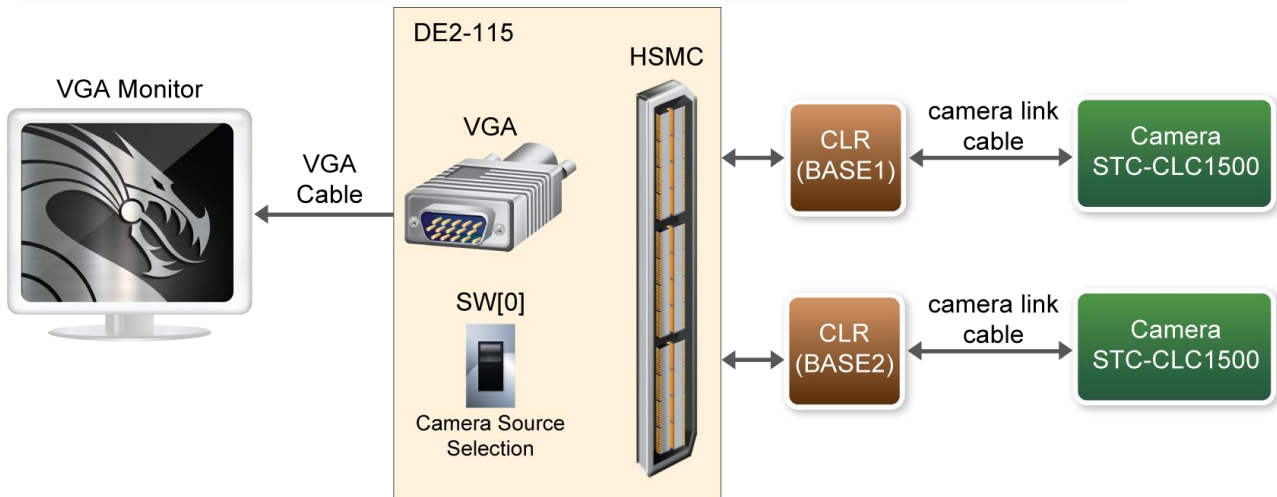 DE2-115
HSMC
VGA Monitor
VGA
VGA
Cable
SW[0]
Camera Source
Selection
CLR
(BASE1)
camera link
cable
Camera
STC-CLC1500
CLR
(BASE2)
camera link
cable
Camera
STC-CLC1500